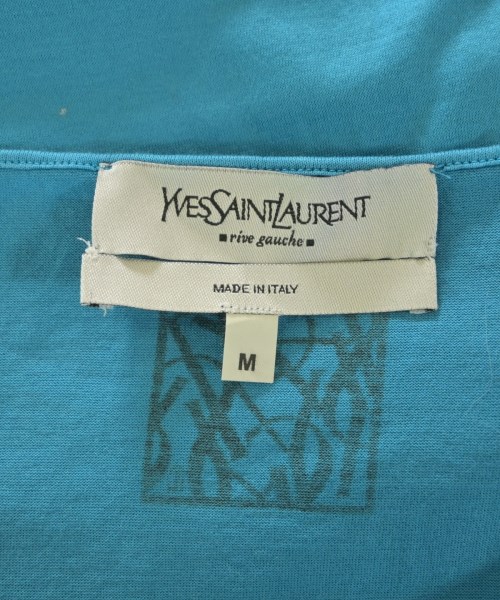 YVESSAINTLAURENT
rive gauche
MADE IN ITALY
M